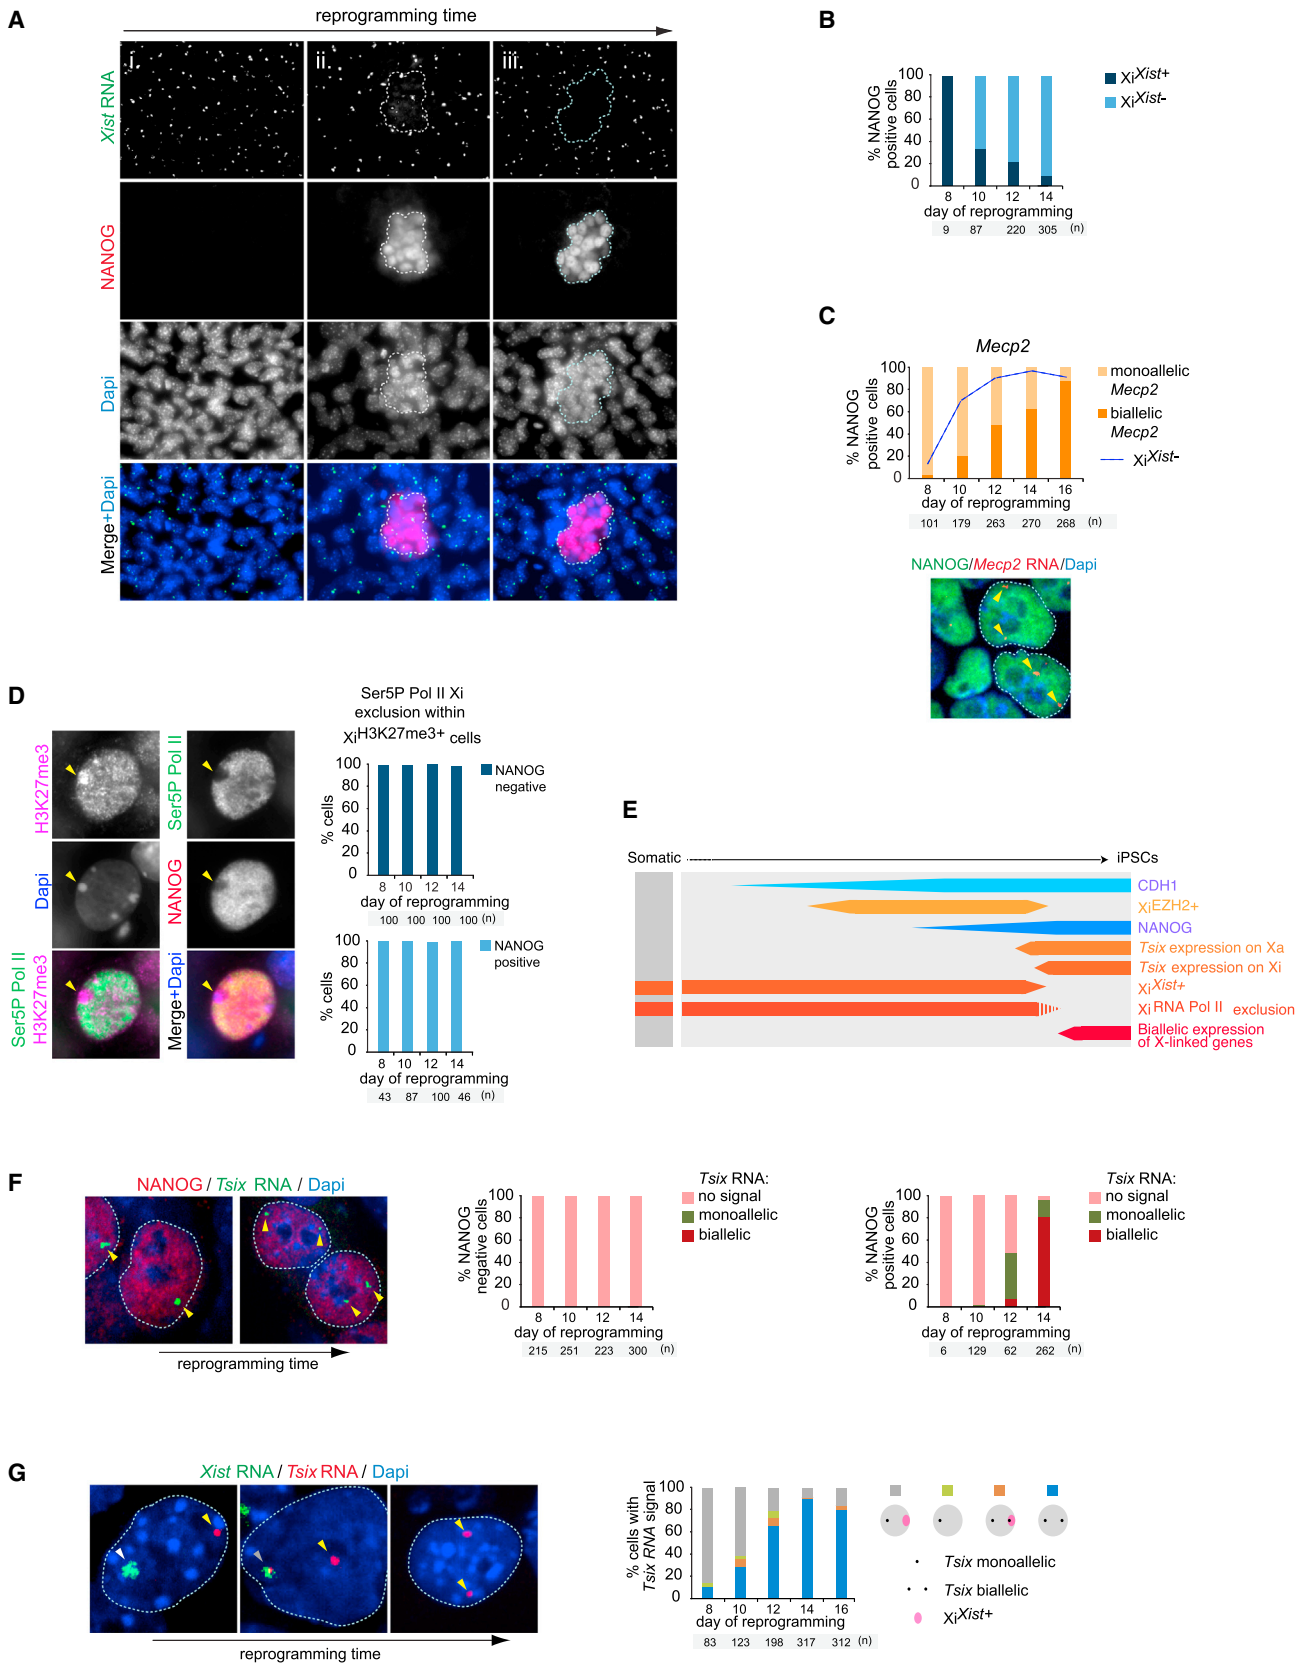 A
reprogramming time
i.
ii.
iii.
Xist RNA
NANOG
Dapi
Merge+Dapi
B
% NANOG
positive cells
100
80
60
40
20
0
8 10 12 14
day of reprogramming
9 87 220 305 (n)
XiXist+
XiXist-
C
Mecp2
% NANOG
positive cells
100
80
60
40
20
0
8 10 12 14 16
day of reprogramming
101 179 263 270 268 (n)
monoallelic
Mecp2
biallelic
Mecp2
XiXist-
NANOG/Mecp2 RNA/Dapi
D
H3K27me3
Ser5P Pol II
Dapi
NANOG
Ser5P Pol II
H3K27me3
Merge+Dapi
Ser5P Pol II Xi
exclusion within
XiH3K27me3+ cells
% cells
100
80
60
40
20
0
8 10 12 14
day of reprogramming
100 100 100 100 (n)
NANOG
negative
% cells
100
80
60
40
20
0
8 10 12 14
day of reprogramming
43 87 100 46 (n)
NANOG
positive
E
Somatic
iPSCs
CDH1
XiEZH2+
NANOG
Tsix expression on Xa
Tsix expression on Xi
XiXist+
XiRNA Pol II exclusion
Biallelic expression
of X-linked genes
F
NANOG / Tsix RNA / Dapi
reprogramming time
% NANOG
negative cells
100
80
60
40
20
0
8 10 12 14
day of reprogramming
215 251 223 300 (n)
Tsix RNA:
no signal
monoallelic
biallelic
% NANOG
positive cells
100
80
60
40
20
0
8 10 12 14
day of reprogramming
6 129 62 262 (n)
Tsix RNA:
no signal
monoallelic
biallelic
G
Xist RNA / Tsix RNA / Dapi
reprogramming time
% cells with
Tsix RNA signal
100
80
60
40
20
0
8 10 12 14 16
day of reprogramming
83 123 198 317 312 (n)
Tsix monoallelic
Tsix biallelic
XiXist+